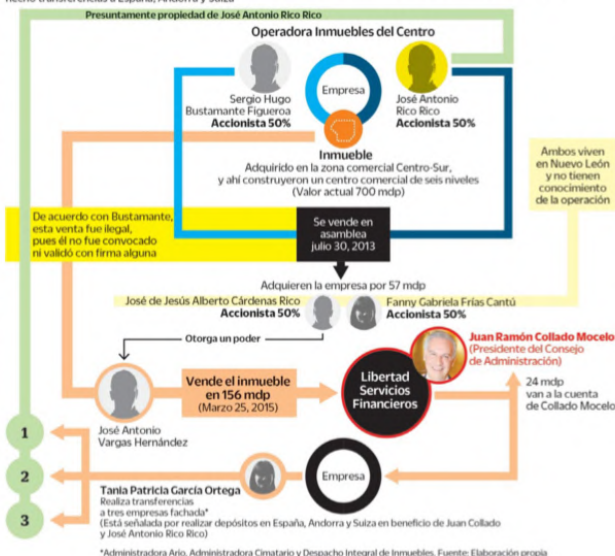 hecho transferencias a España, Andorra y Suiza
Presuntamente propiedad de José Antonio Rico Rico
Operadora Inmuebles del Centro
Sergio Hugo
Bustamante Figueroa
Accionista 50%
Empresa
José Antonio
Rico Rico
Accionista 50%
Inmueble
Adquirido en la zona comercial Centro-Sur,
y ahí construyeron un centro comercial de seis niveles
(Valor actual 700 mdp)
Ambos viven
en Nuevo León
y no tienen
conocimiento
de la operación
De acuerdo con Bustamante,
esta venta fue ilegal,
pues él no fue convocado
ni validó con firma alguna
Se vende en
asamblea
julio 30, 2013
Adquieren la empresa por 57 mdp
José de Jesús Alberto Cárdenas Rico
Accionista 50%
Fanny Gabriela Frías Cantú
Accionista 50%
Otorga un poder
José Antonio
Vargas Hernández
Vende el inmueble
en 156 mdp
(Marzo 25, 2015)
Libertad
Servicios
Financieros
Juan Ramón Collado Mocelo
(Presidente del Consejo
de Administración)
24 mdp
van a la cuenta
de Collado Mocelo
1
2
3
Tania Patricia García Ortega
Realiza transferencias
a tres empresas fachada*
(Está señalada por realizar depósitos en España, Andorra y Suiza en beneficio de Juan Collado
y José Antonio Rico Rico)
Empresa
*Administradora Ario, Administradora Cimatario y Despacho Integral de Inmuebles. Fuente: Elaboración propia